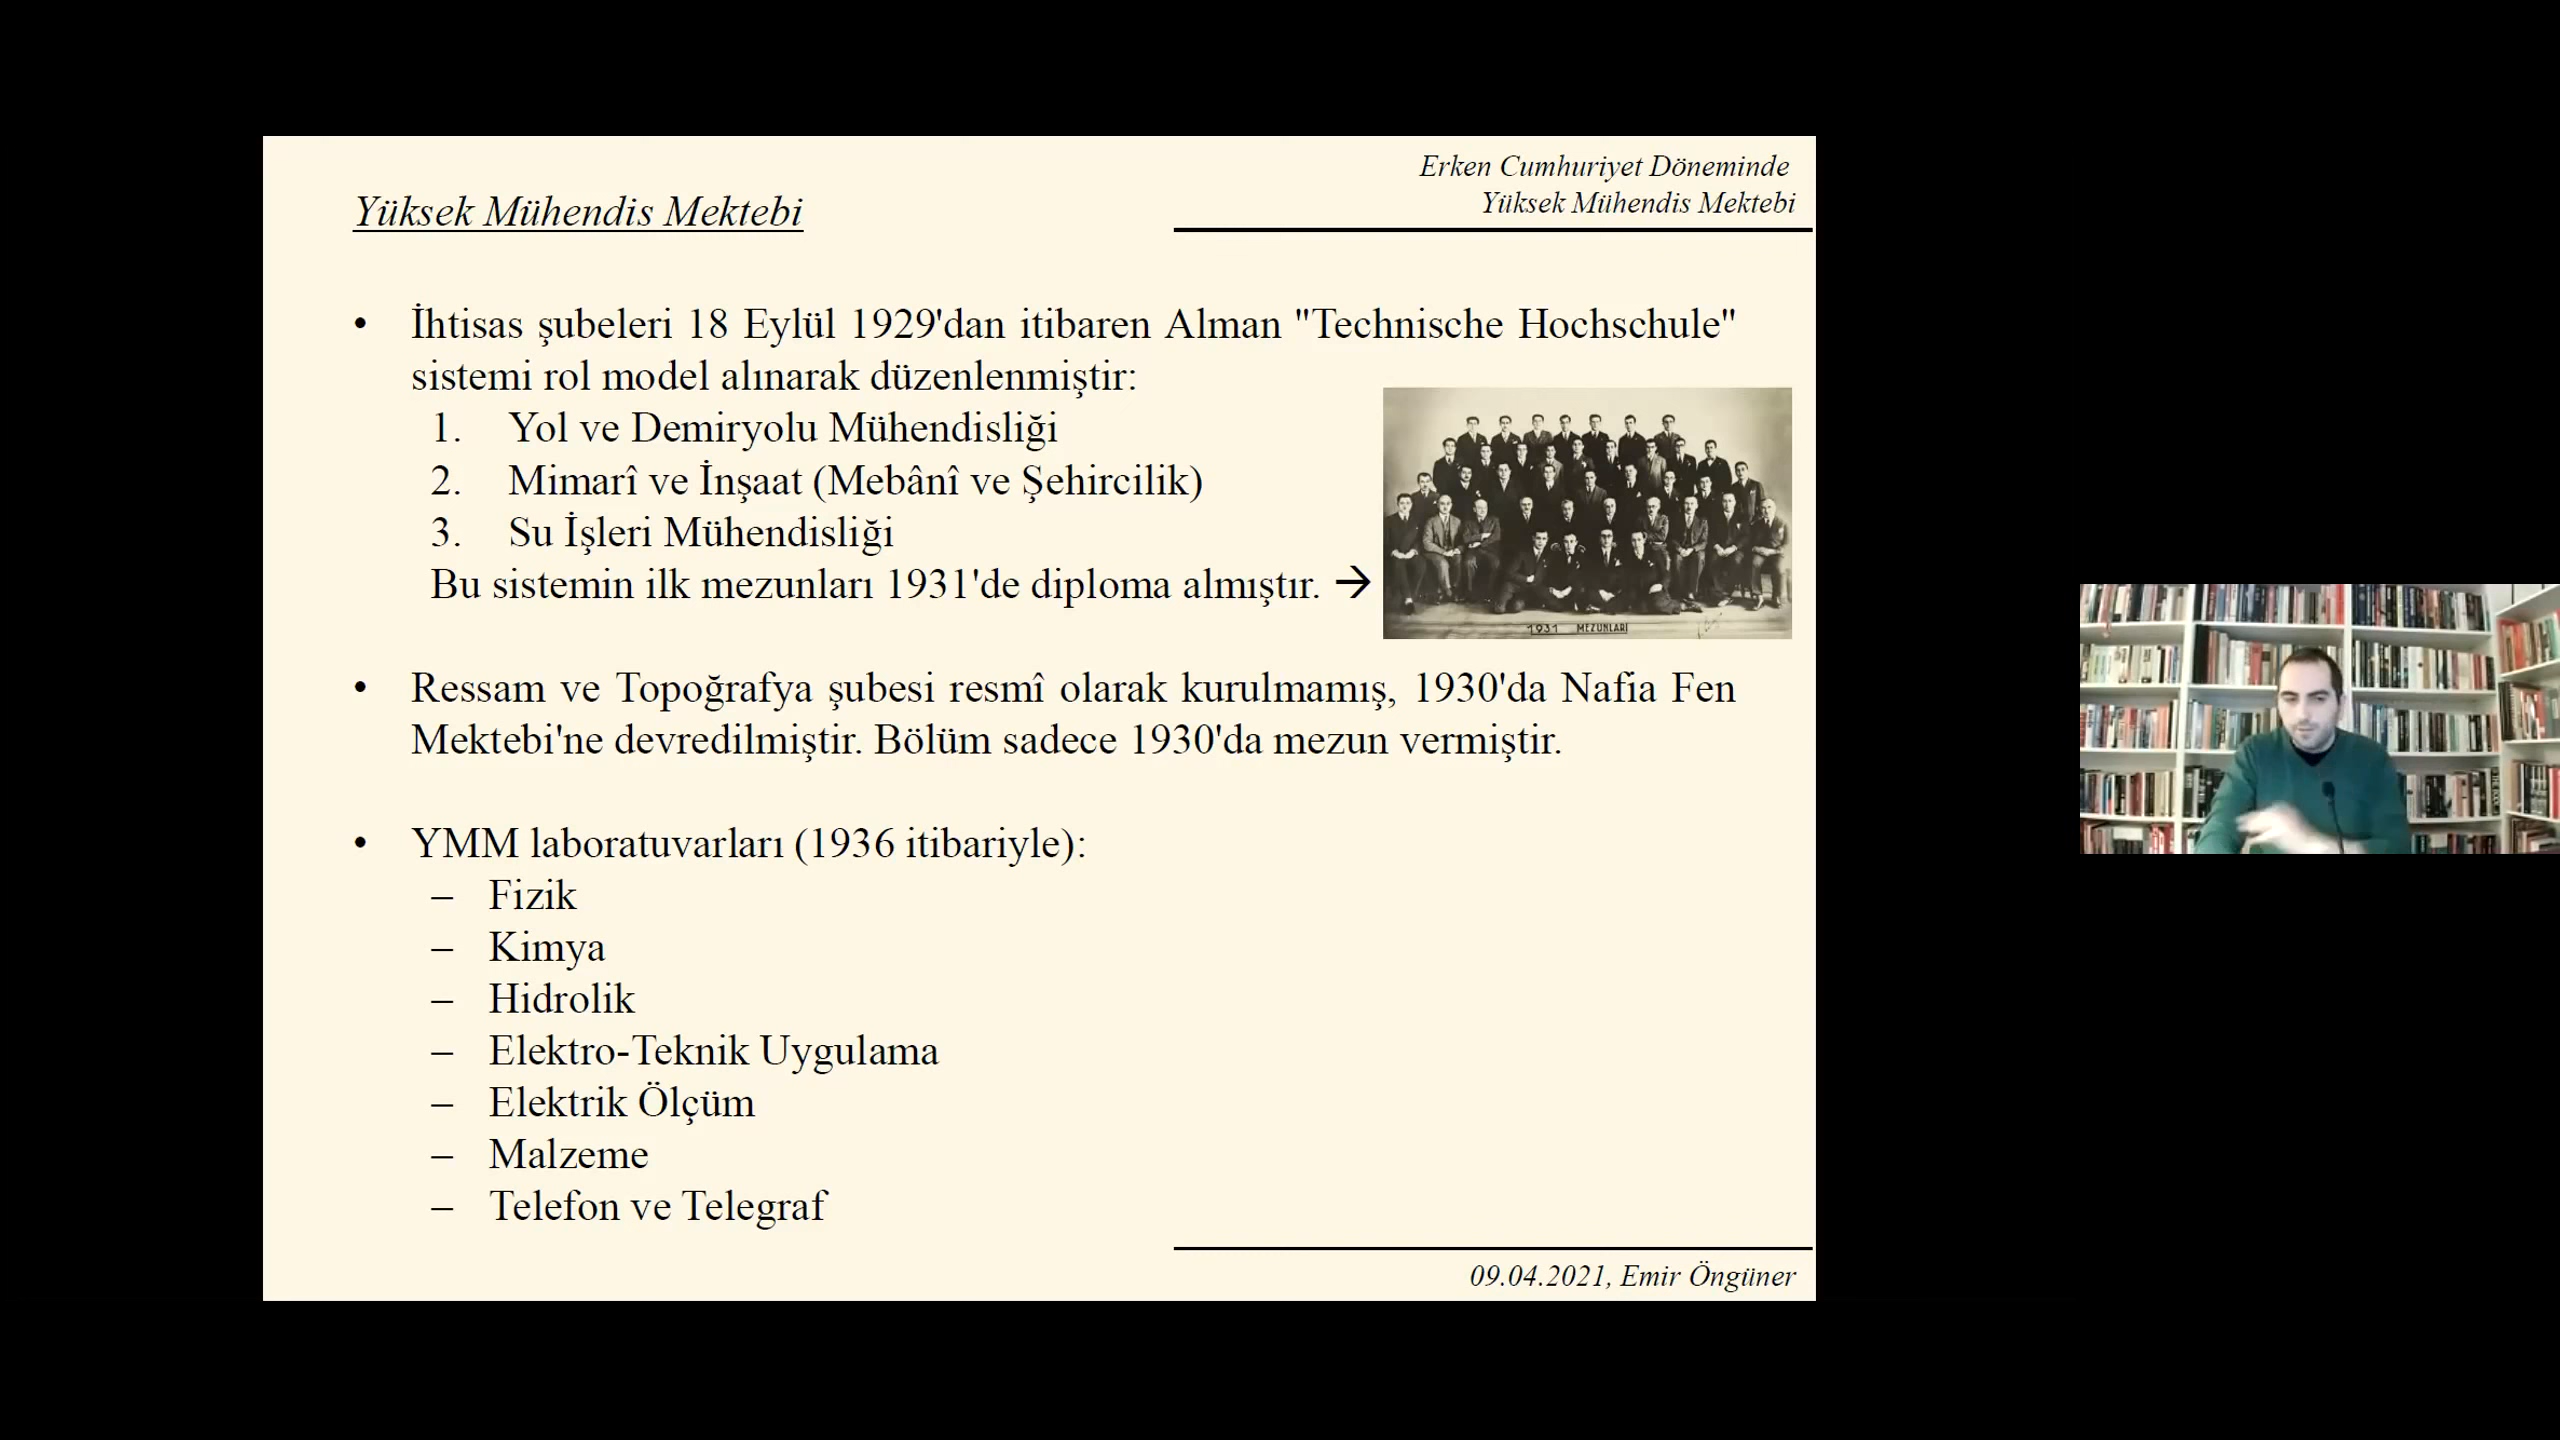 Erken Cumhuriyet Döneminde
Yüksek Mühendis Mektebi
Yüksek Mühendis Mektebi
• İhtisas şubeleri 18 Eylül 1929'dan itibaren Alman "Technische Hochschule"
sistemi rol model alınarak düzenlenmiştir:
1. Yol ve Demiryolu Mühendisliği
2. Mimarî ve İnşaat (Mebânî ve Şehircilik)
3. Su İşleri Mühendisliği
Bu sistemin ilk mezunları 1931'de diploma almıştır. →
1931 MEZUNLARI
• Ressam ve Topoğrafya şubesi resmî olarak kurulmamış, 1930'da Nafia Fen
Mektebi'ne devredilmiştir. Bölüm sadece 1930'da mezun vermiştir.
• YMM laboratuvarları (1936 itibariyle):
– Fizik
– Kimya
– Hidrolik
– Elektro-Teknik Uygulama
– Elektrik Ölçüm
– Malzeme
– Telefon ve Telegraf
09.04.2021, Emir Öngüner